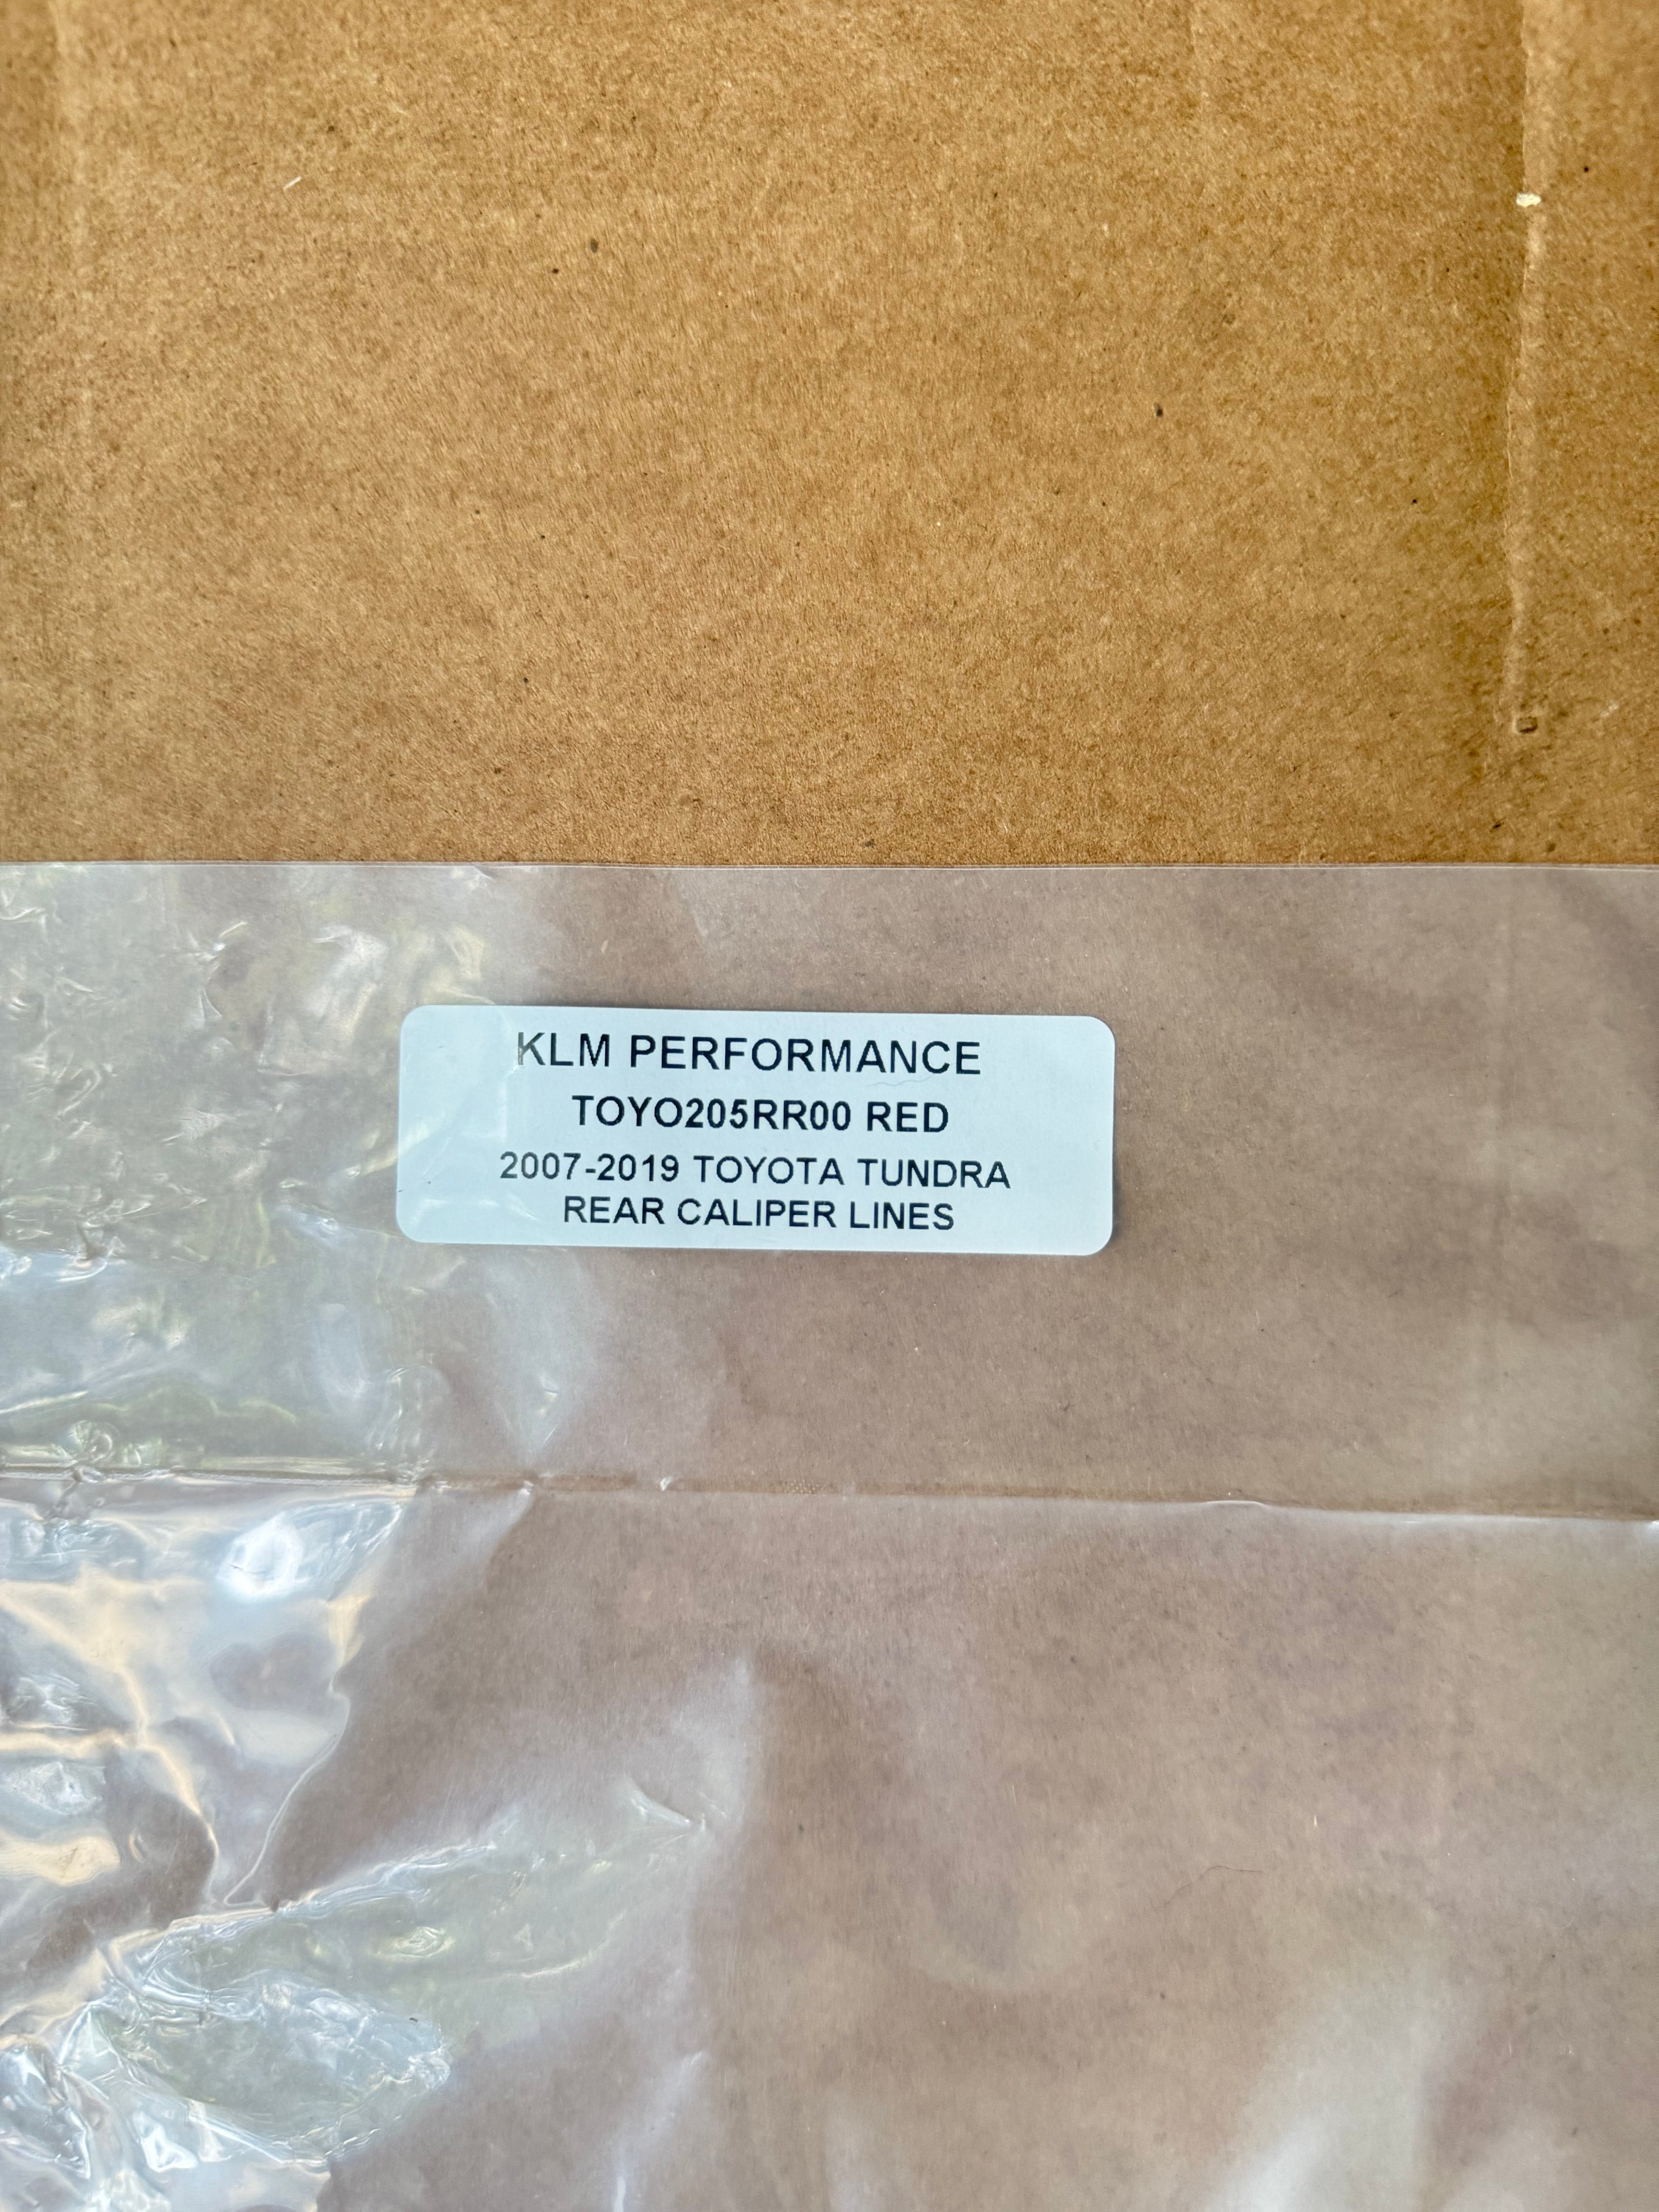 KLM PERFORMANCE
TOYO205RR00 RED
2007-2019 TOYOTA TUNDRA
REAR CALIPER LINES